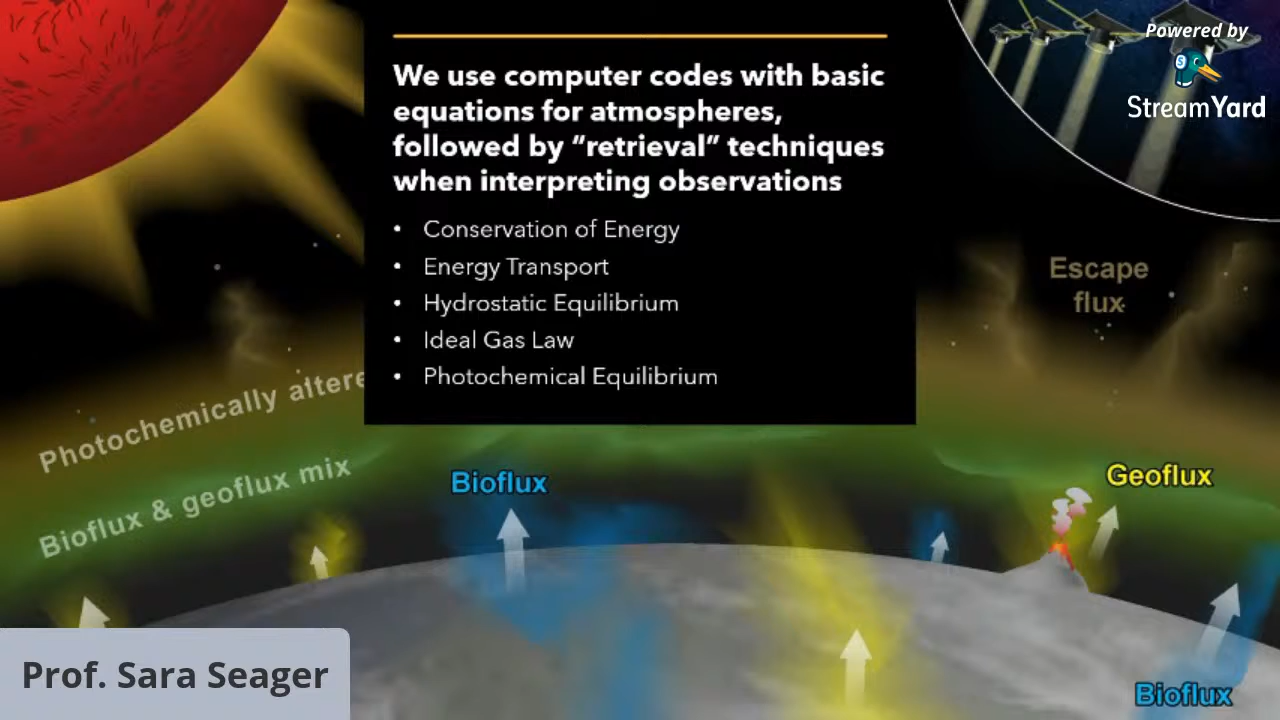 Powered by
StreamYard
We use computer codes with basic
equations for atmospheres,
followed by “retrieval” techniques
when interpreting observations
• Conservation of Energy
• Energy Transport
• Hydrostatic Equilibrium
• Ideal Gas Law
• Photochemical Equilibrium
Escape
flux
Photochemically altere
Bioflux & geoflux mix
Bioflux
Geoflux
Prof. Sara Seager
Bioflux